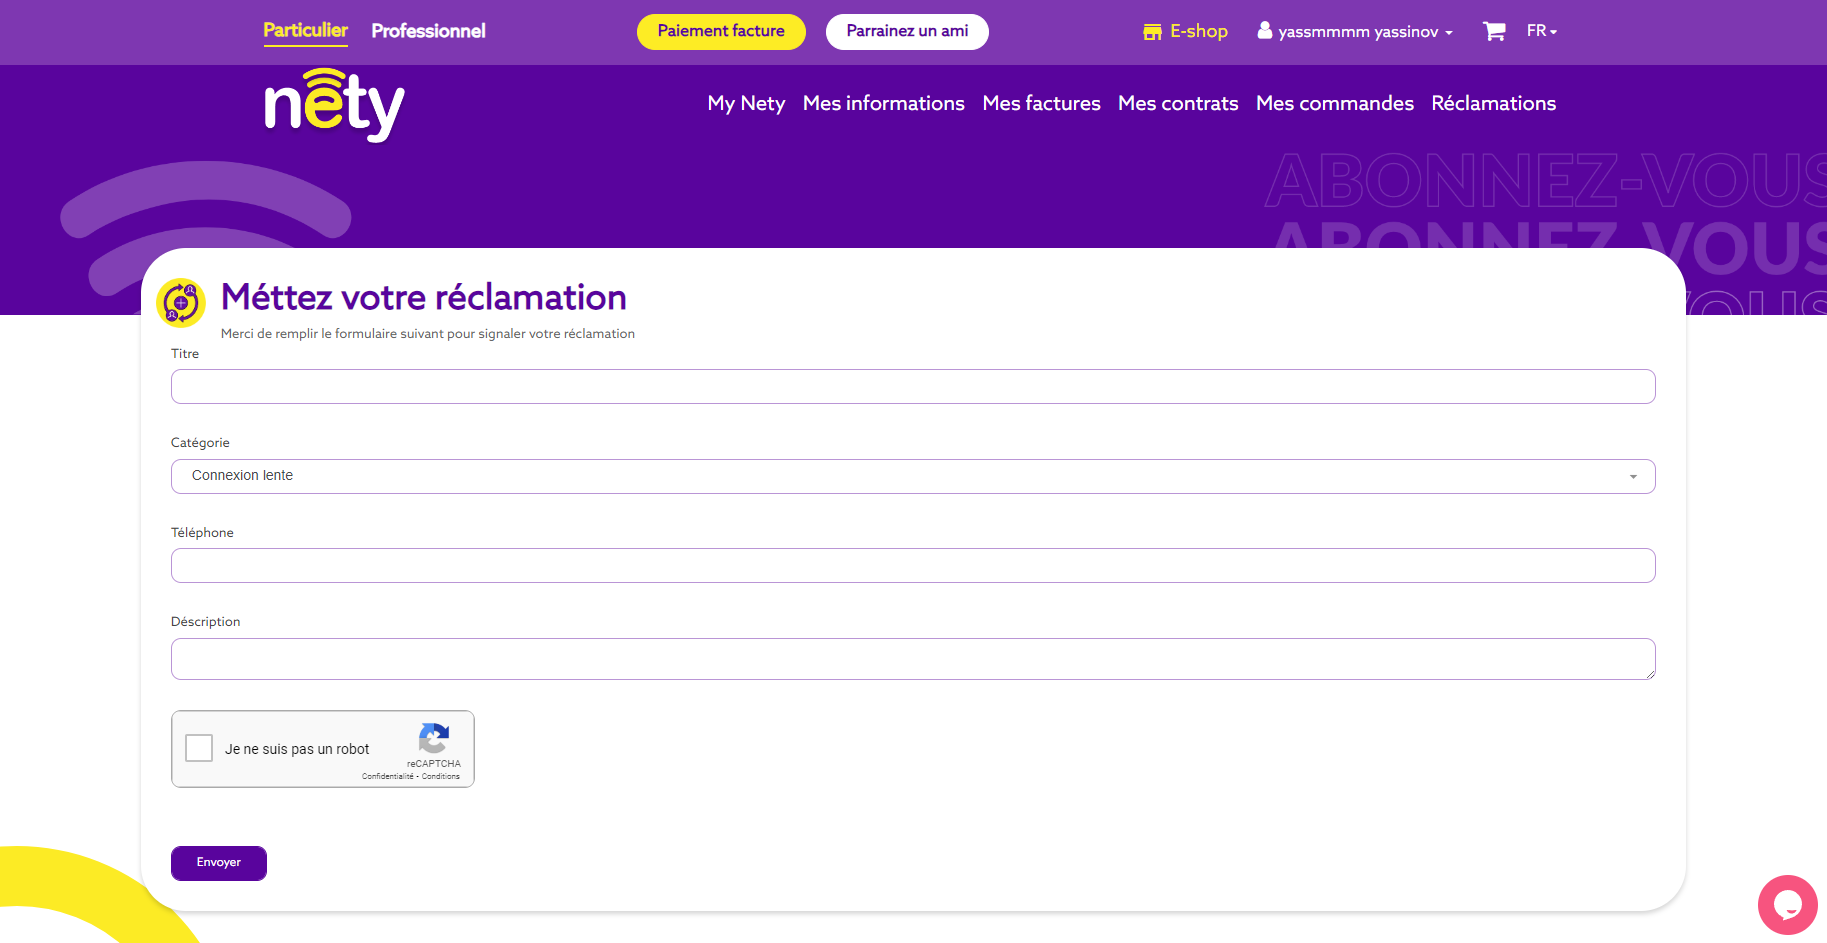 Particulier
Professionnel
Paiement facture
Parrainez un ami
E-shop
yassmmmm yassinov
FR
nety
My Nety
Mes informations
Mes factures
Mes contrats
Mes commandes
Réclamations
ABONNEZ-VOUS
ABONNEZ-VOUS
VOUS
Méttez votre réclamation
Merci de remplir le formulaire suivant pour signaler votre réclamation
Titre
Catégorie
Connexion lente
Téléphone
Déscription
Je ne suis pas un robot
reCAPTCHA
Confidentialité - Conditions
Envoyer